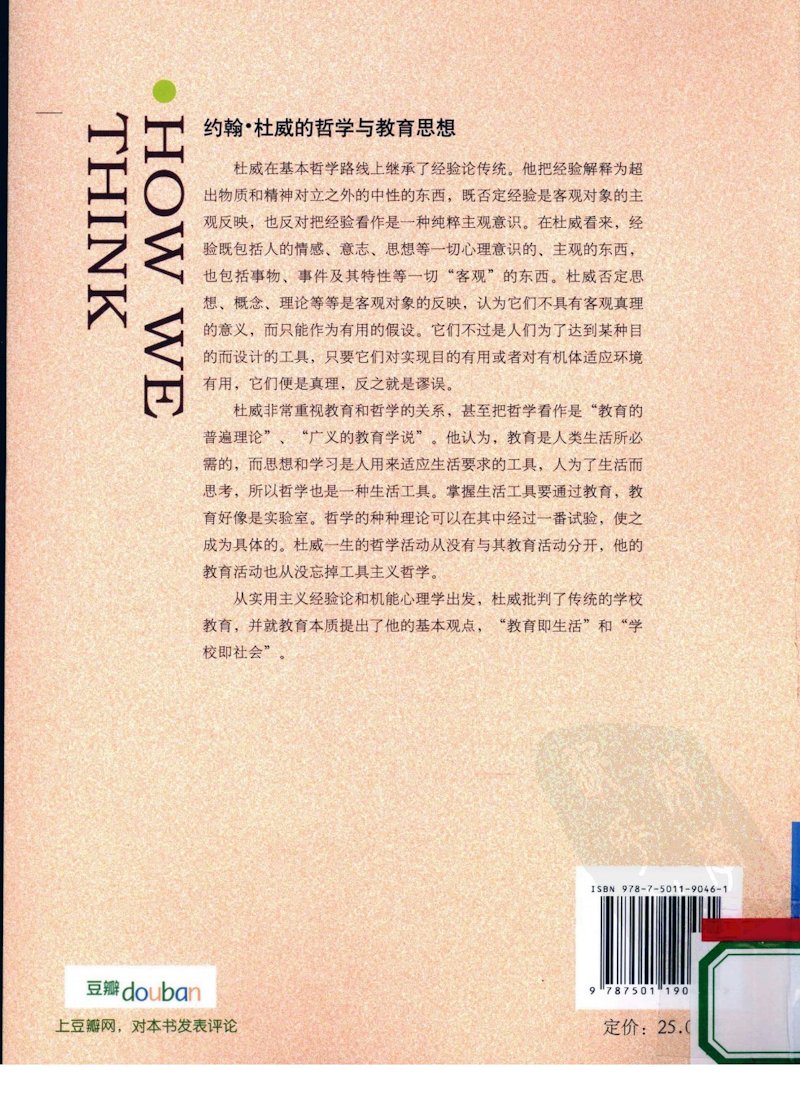 HOW WE
THINK
约翰•杜威的哲学与教育思想
杜威在基本哲学路线上继承了经验论传统。他把经验解释为超
出物质和精神对立之外的中性的东西，既否定经验是客观对象的主
观反映，也反对把经验看作是一种纯粹主观意识。在杜威看来，经
验既包括人的情感、意志、思想等一切心理意识的、主观的东西，
也包括事物、事件及其特性等一切“客观”的东西。杜威否定思
想、概念、理论等等是客观对象的反映，认为它们不具有客观真理
的意义，而只能作为有用的假设。它们不过是人们为了达到某种目
的而设计的工具，只要它们对实现目的有用或者对有机体适应环境
有用，它们便是真理，反之就是谬误。
杜威非常重视教育和哲学的关系，甚至把哲学看作是“教育的
普遍理论”、“广义的教育学说”。他认为，教育是人类生活所必
需的，而思想和学习是人用来适应生活要求的工具，人为了生活而
思考，所以哲学也是一种生活工具。掌握生活工具要通过教育，教
育好像是实验室。哲学的种种理论可以在其中经过一番试验，使之
成为具体的。杜威一生的哲学活动从没有与其教育活动分开，他的
教育活动也从没忘掉工具主义哲学。
从实用主义经验论和机能心理学出发，杜威批判了传统的学校
教育，并就教育本质提出了他的基本观点，“教育即生活”和“学
校即社会”。
ISBN 978-7-5011-9046-1
9 787501 190
定价：25.0
豆瓣douban
上豆瓣网，对本书发表评论